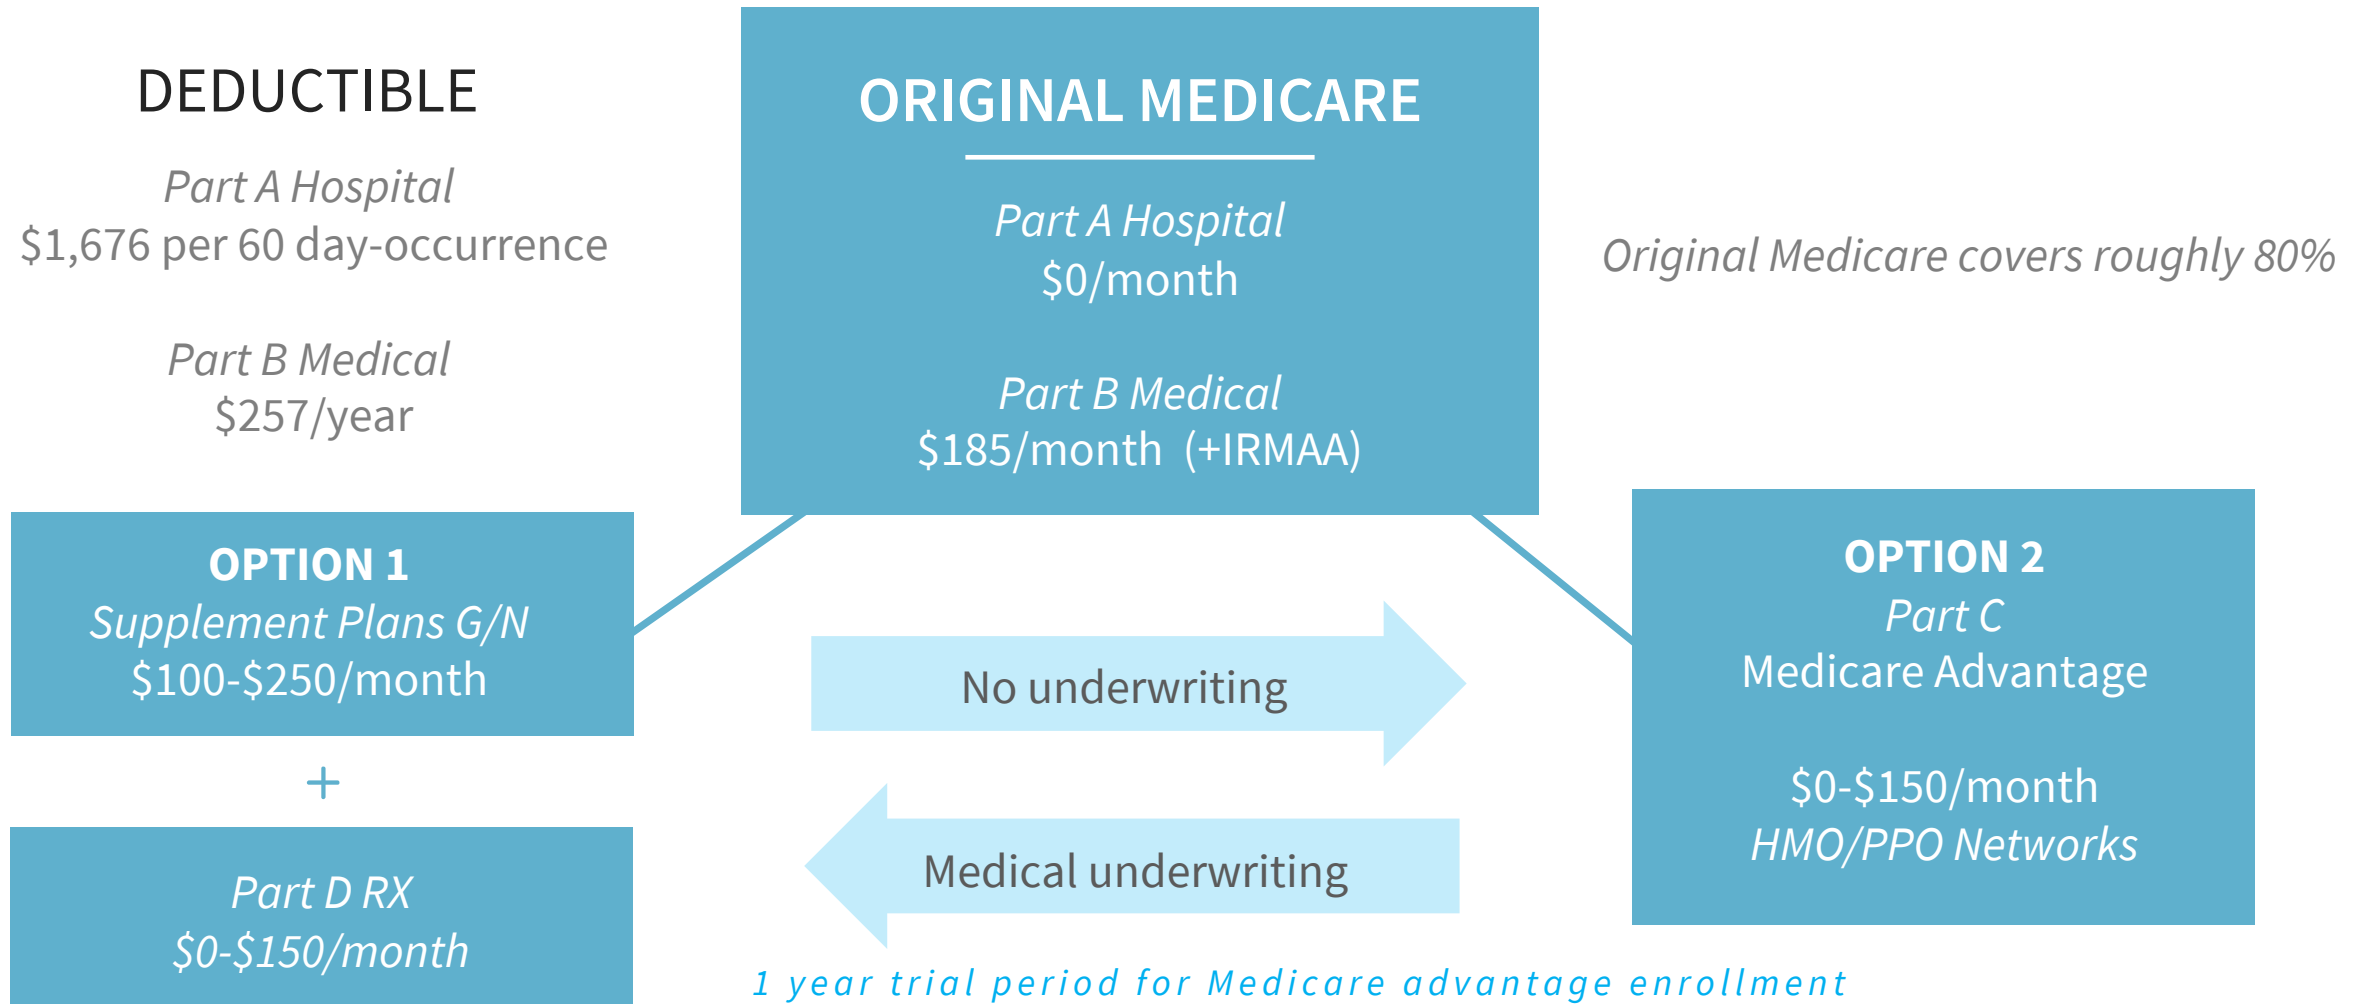 DEDUCTIBLE
Part A Hospital
$1,676 per 60 day-occurrence
Part B Medical
$257/year
ORIGINAL MEDICARE
Part A Hospital
$0/month
Part B Medical
$185/month (+IRMAA)
Original Medicare covers roughly 80%
OPTION 1
Supplement Plans G/N
$100-$250/month
+
Part D RX
$0-$150/month
No underwriting
Medical underwriting
1 year trial period for Medicare advantage enrollment
OPTION 2
Part C
Medicare Advantage
$0-$150/month
HMO/PPO Networks